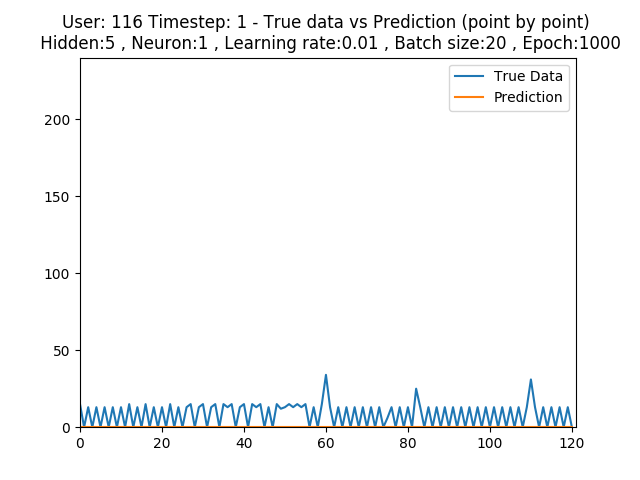 User: 116 Timestep: 1 - True data vs Prediction (point by point)
Hidden:5 , Neuron:1 , Learning rate:0.01 , Batch size:20 , Epoch:1000
True Data
Prediction
200
150
100
50
0
0 20 40 60 80 100 120